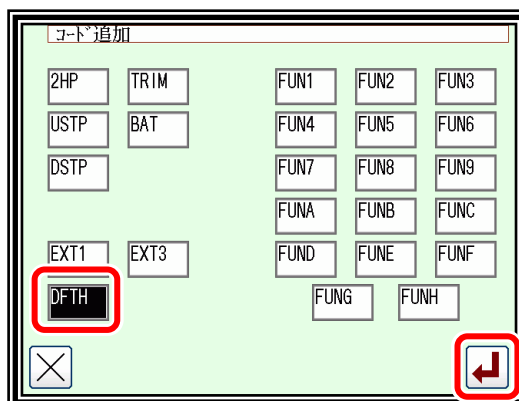 コード追加
2HP TRIM FUN1 FUN2 FUN3
USTP BAT FUN4 FUN5 FUN6
DSTP FUN7 FUN8 FUN9
FUNA FUNB FUNC
EXT1 EXT3 FUND FUNE FUNF
DFTH FUNG FUNH